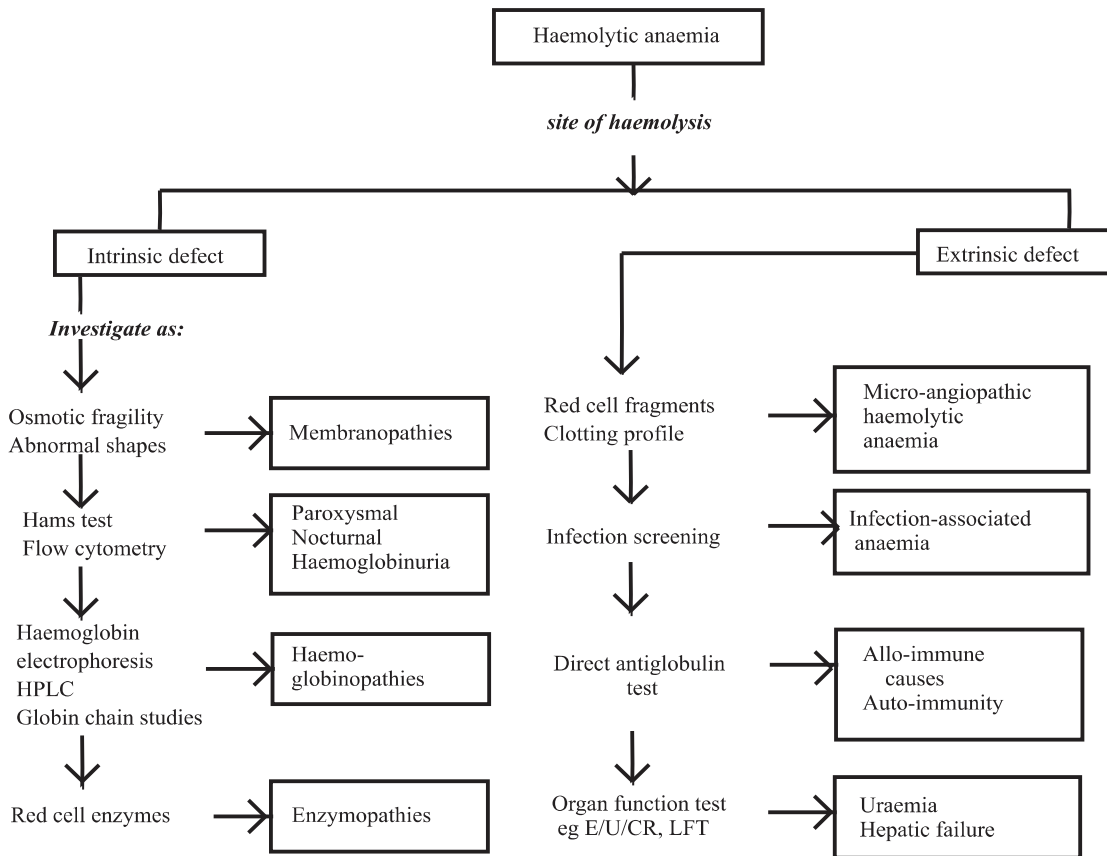 Haemolytic anaemia
site of haemolysis
Intrinsic defect
Extrinsic defect
Investigate as:
Osmotic fragility
Abnormal shapes
Membranopathies
Hams test
Flow cytometry
Paroxysmal
Nocturnal
Haemoglobinuria
Haemoglobin
electrophoresis
HPLC
Globin chain studies
Haemo-
globinopathies
Red cell enzymes
Enzymopathies
Red cell fragments
Clotting profile
Micro-angiopathic
haemolytic
anaemia
Infection screening
Infection-associated
anaemia
Direct antiglobulin
test
Allo-immune
causes
Auto-immunity
Organ function test
eg E/U/CR, LFT
Uraemia
Hepatic failure